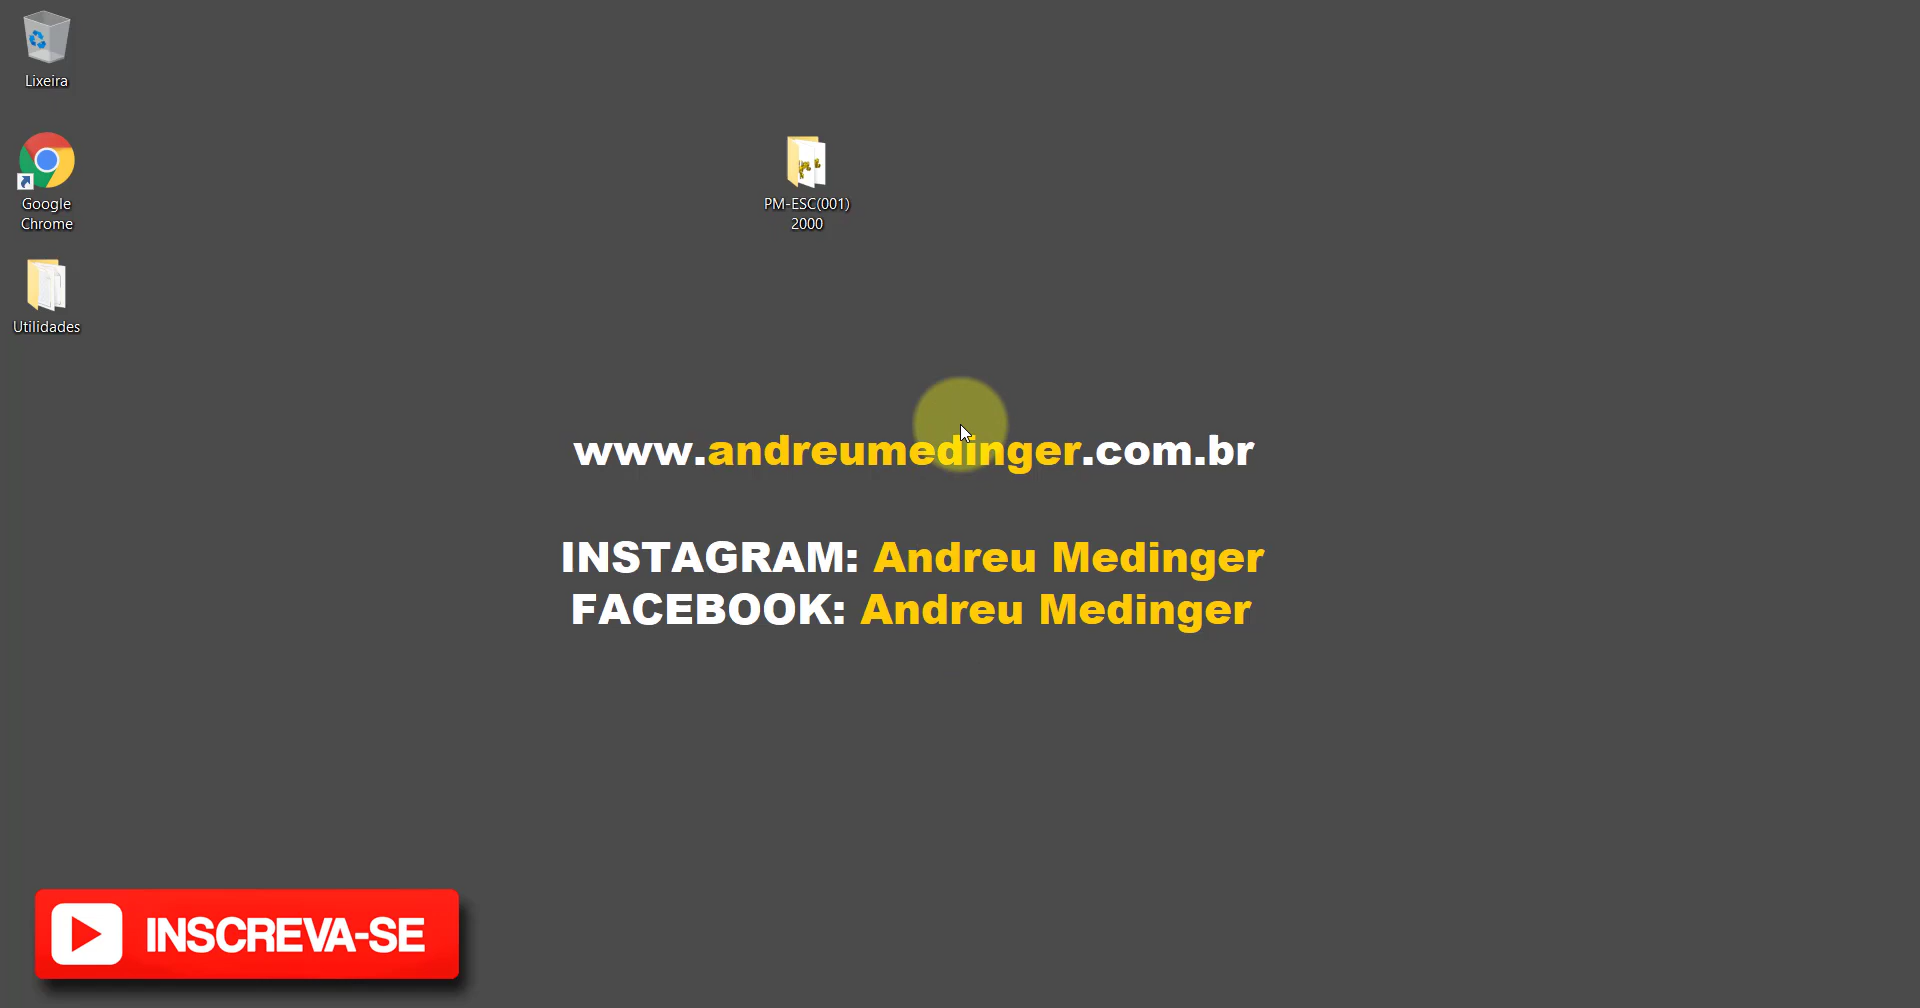 Lixeira
Google
Chrome
Utilidades
PM-ESC(001)
2000
www.andreumedinger.com.br
INSTAGRAM: Andreu Medinger
FACEBOOK: Andreu Medinger
INSCREVA-SE